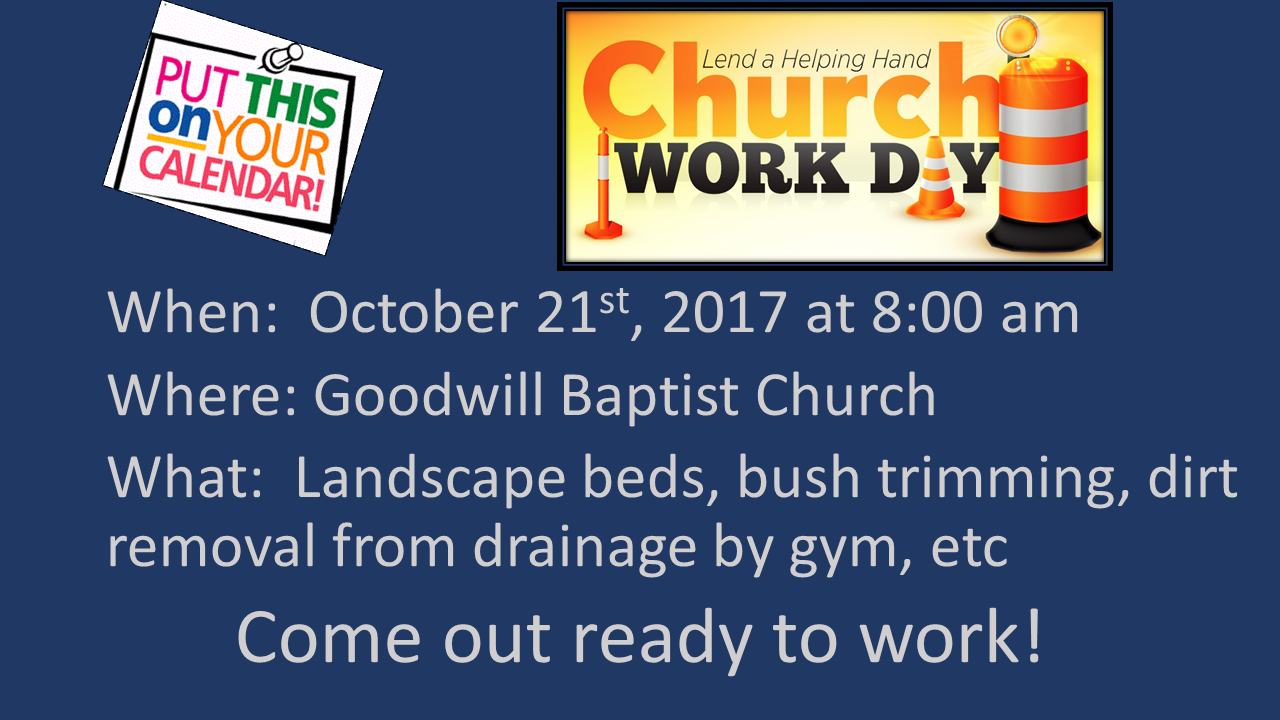 PUT THIS
on YOUR
CALENDAR!
Lend a Helping Hand
Church
WORK DAY
When:  October 21st, 2017 at 8:00 am
Where: Goodwill Baptist Church
What:  Landscape beds, bush trimming, dirt
removal from drainage by gym, etc
Come out ready to work!